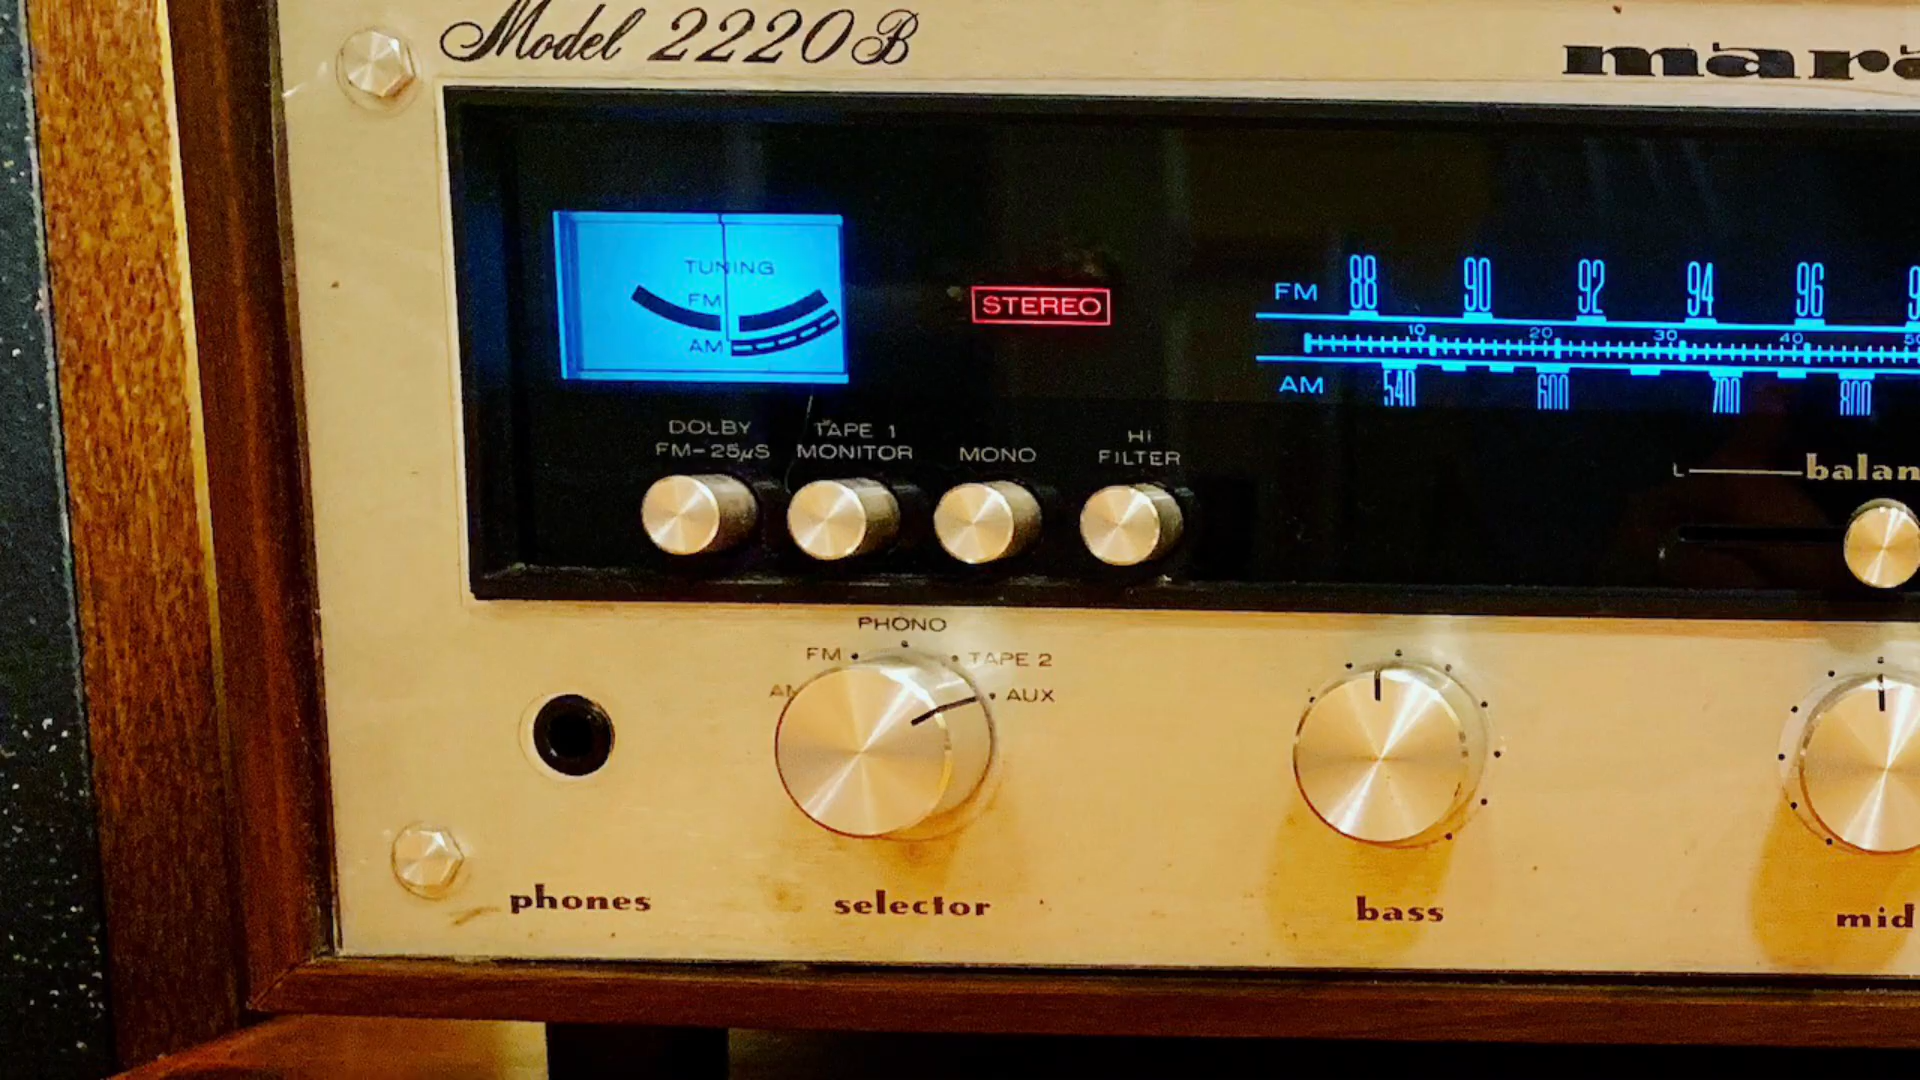 Model 2220B
TUNING
FM
AM
STEREO
FM 88 90 92 94 96
10 20 30 40
AM 540 600 700 800
DOLBY
FM-25µS
TAPE 1
MONITOR
MONO
HI
FILTER
L
balan
PHONO
FM
TAPE 2
AM
AUX
phones
selector
bass
mid